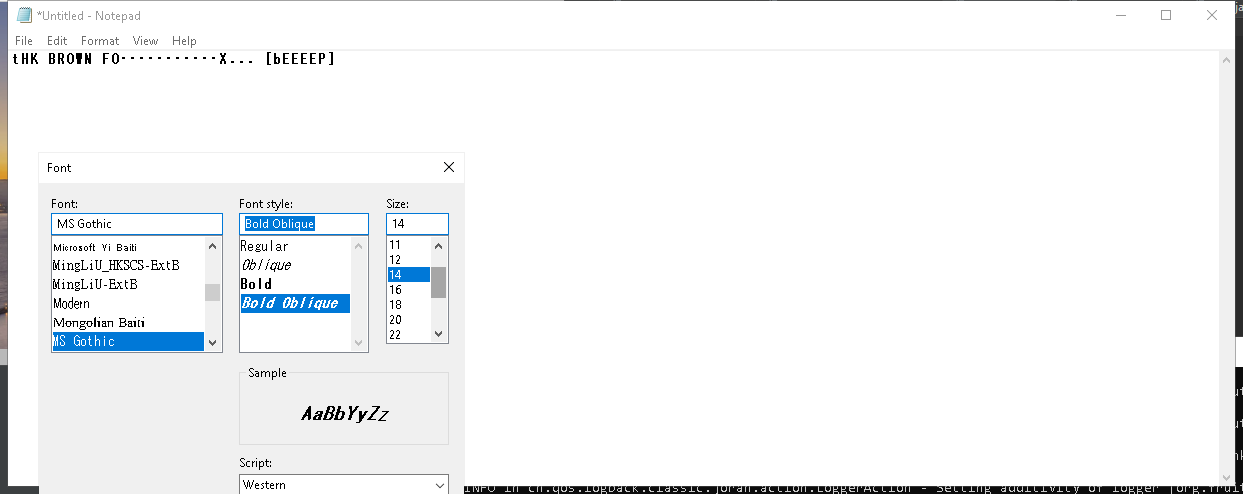 *Untitled - Notepad
File Edit Format View Help
tHK BROWN FO···········X... [bEEEEP]
Font
Font: Font style: Size:
MS Gothic Bold Oblique 14
Microsoft Yi Baiti Regular 11
MingLiU_HKSCS-ExtB Oblique 12
MingLiU-ExtB Bold 14
Modern Bold Oblique 16
Mongolian Baiti 18
MS Gothic 20
22
Sample
AaBbYyZz
Script:
Western
INFO in ch.qos.logback.classic.joran.action.LoggerAction - Setting additivity of logger